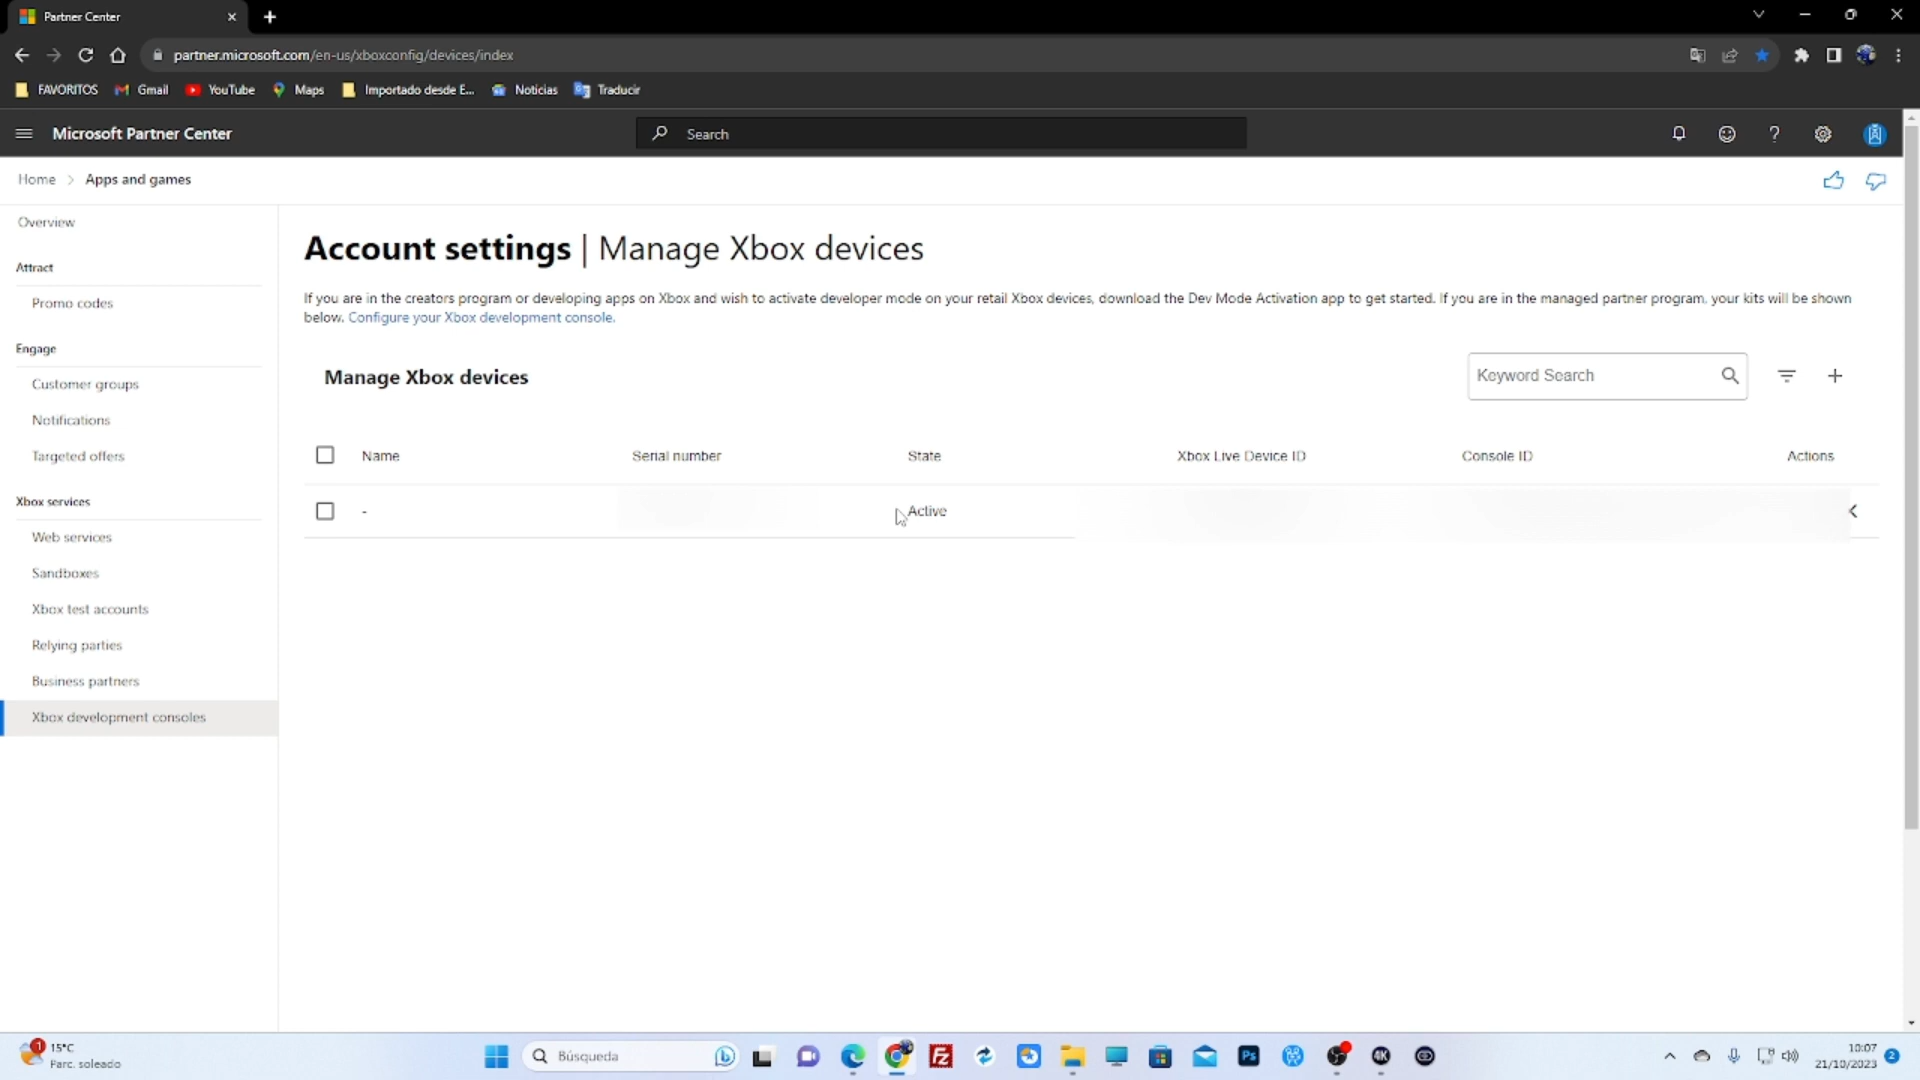 Partner Center
partner.microsoft.com/en-us/xboxconfig/devices/index
FAVORITOS Gmail YouTube Maps Importado desde E... Noticias Traducir
Microsoft Partner Center
Search
Home > Apps and games
Overview
Attract
Promo codes
Engage
Customer groups
Notifications
Targeted offers
Xbox services
Web services
Sandboxes
Xbox test accounts
Relying parties
Business partners
Xbox development consoles
Account settings | Manage Xbox devices
If you are in the creators program or developing apps on Xbox and wish to activate developer mode on your retail Xbox devices, download the Dev Mode Activation app to get started. If you are in the managed partner program, your kits will be shown
below. Configure your Xbox development console.
Manage Xbox devices
Keyword Search
Name Serial number State Xbox Live Device ID Console ID Actions
- Active
1
15°C
Parc. soleado
Búsqueda
Fz
Ps
4K
10:07
21/10/2023
2